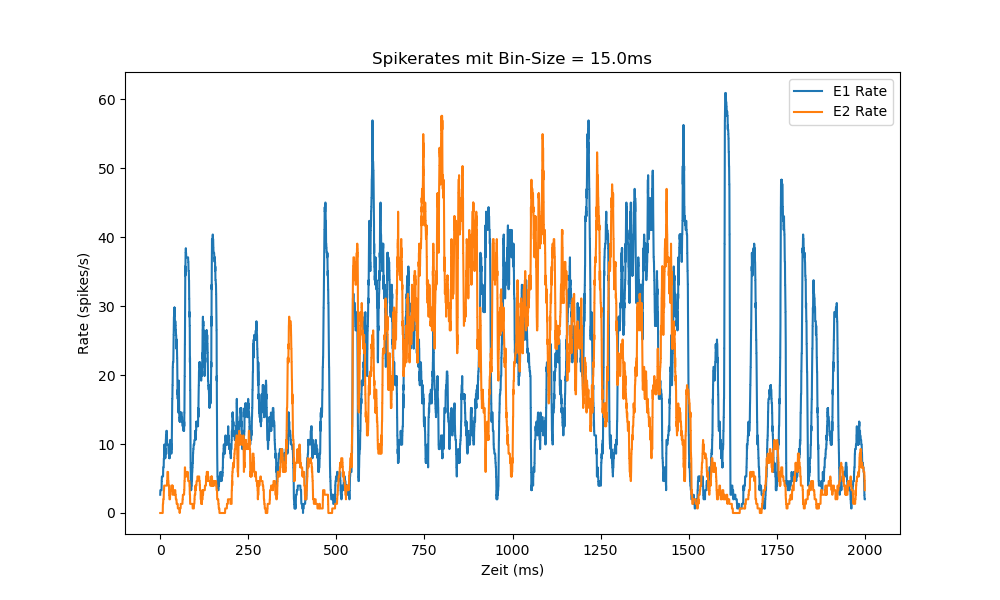 Spikerates mit Bin-Size = 15.0ms
E1 Rate
E2 Rate
60
50
40
30
20
10
0
Rate (spikes/s)
0 250 500 750 1000 1250 1500 1750 2000
Zeit (ms)